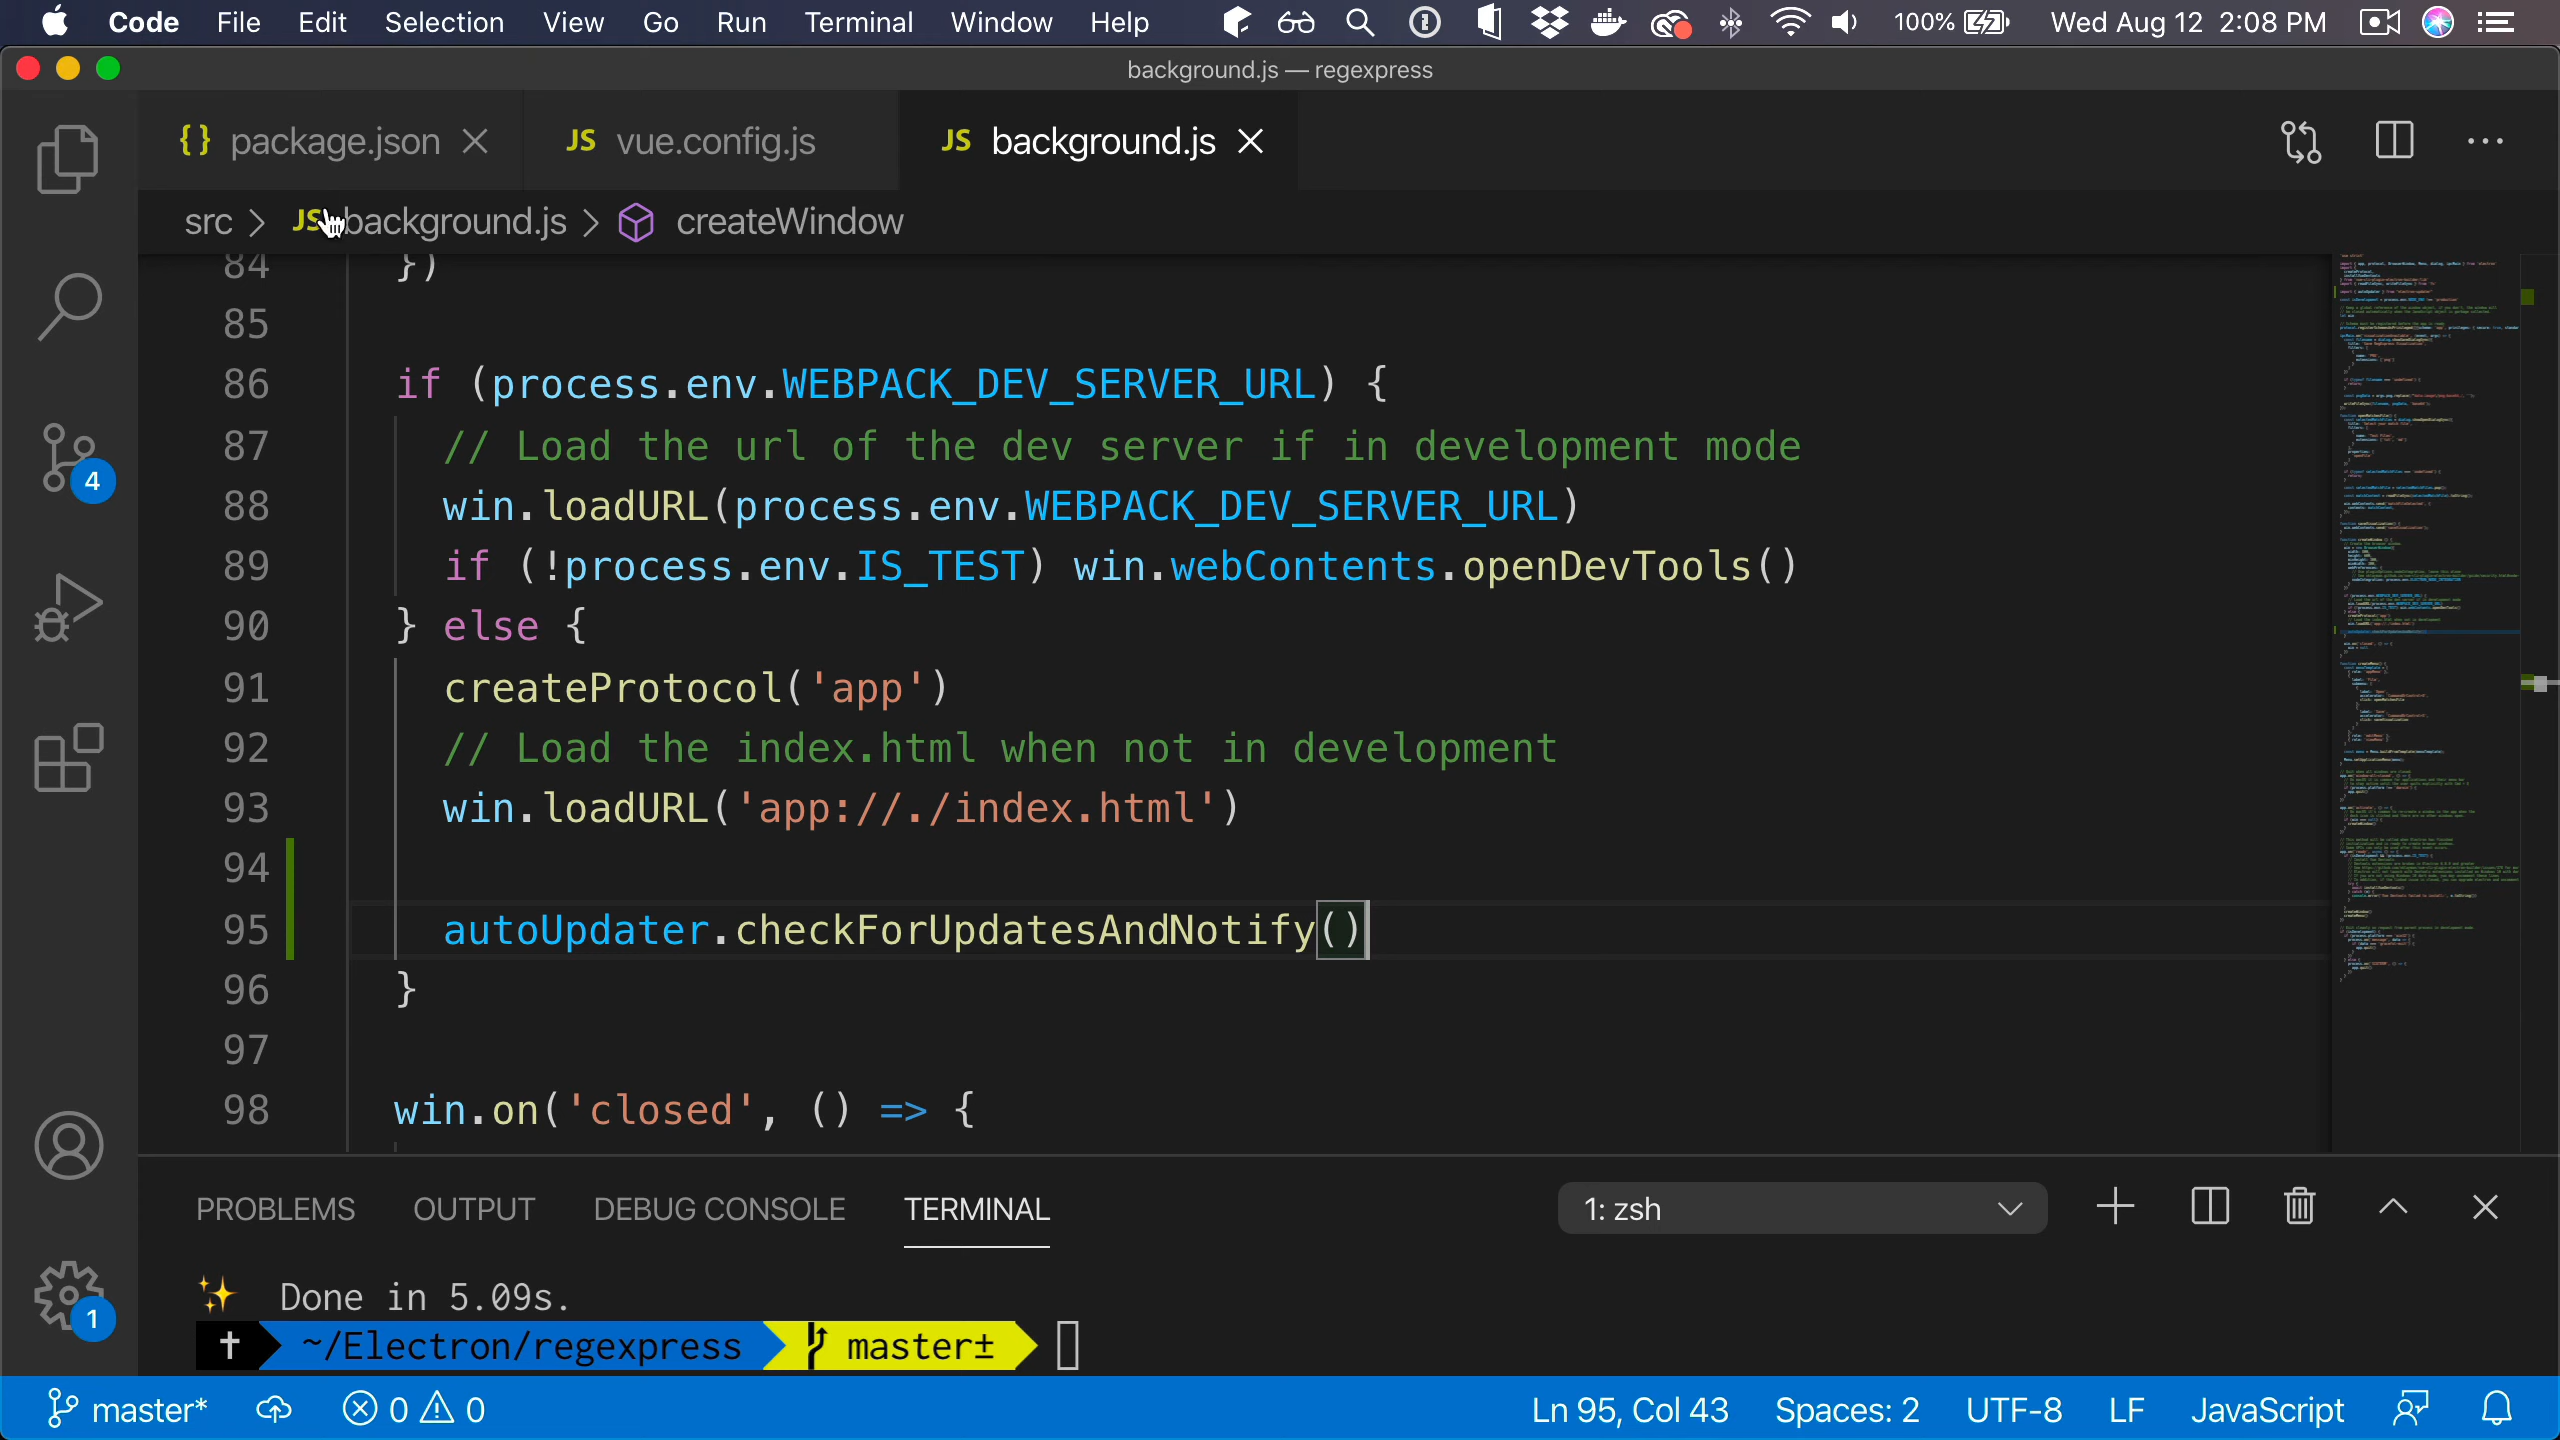 Code File Edit Selection View Go Run Terminal Window Help 100% Wed Aug 12 2:08 PM
background.js — regexpress
{} package.json JS vue.config.js JS background.js
src > JS background.js > createWindow
84 })
85
86 if (process.env.WEBPACK_DEV_SERVER_URL) {
87 // Load the url of the dev server if in development mode
88 win.loadURL(process.env.WEBPACK_DEV_SERVER_URL)
89 if (!process.env.IS_TEST) win.webContents.openDevTools()
90 } else {
91 createProtocol('app')
92 // Load the index.html when not in development
93 win.loadURL('app://./index.html')
94
95 autoUpdater.checkForUpdatesAndNotify()
96 }
97
98 win.on('closed', () => {
4
1
PROBLEMS OUTPUT DEBUG CONSOLE TERMINAL 1: zsh
✨ Done in 5.09s.
✝ ~/Electron/regexpress master±
master* 0 0 Ln 95, Col 43 Spaces: 2 UTF-8 LF JavaScript